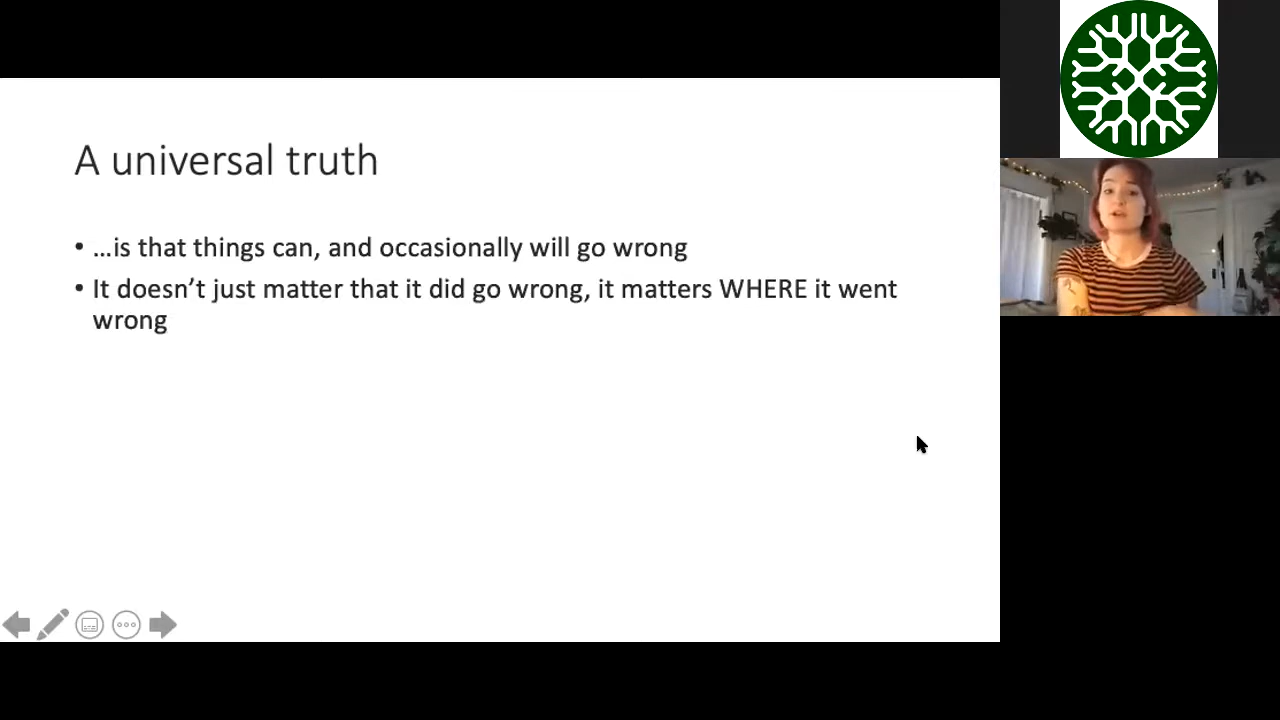 A universal truth
• …is that things can, and occasionally will go wrong
• It doesn’t just matter that it did go wrong, it matters WHERE it went
wrong